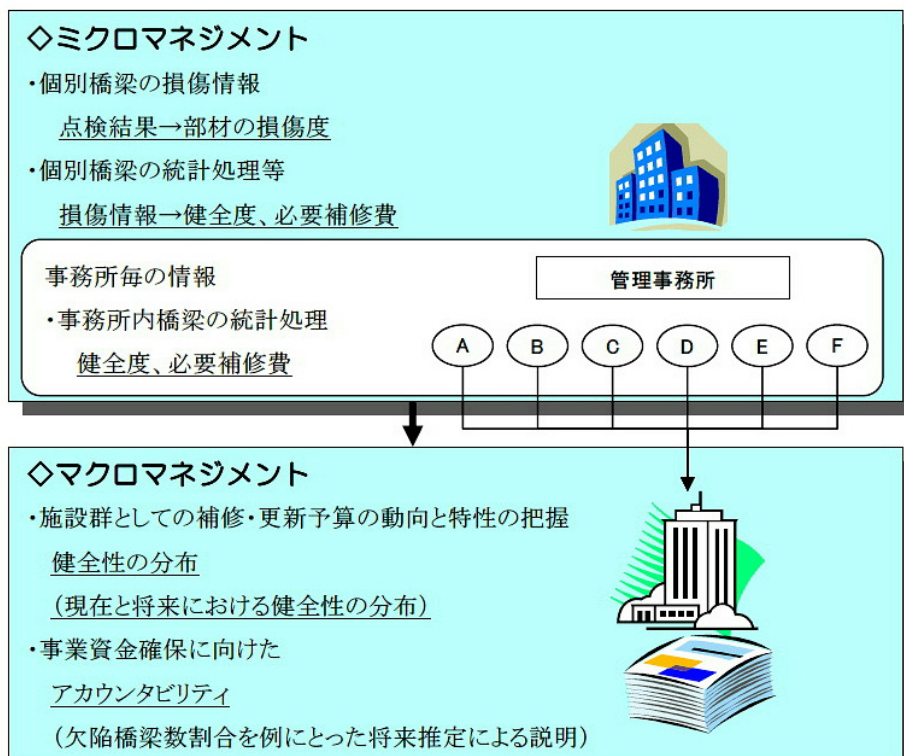 ◇ミクロマネジメント
・個別橋梁の損傷情報
点検結果→部材の損傷度
・個別橋梁の統計処理等
損傷情報→健全度、必要補修費
事務所毎の情報
管理事務所
・事務所内橋梁の統計処理
健全度、必要補修費
A B C D E F
◇マクロマネジメント
・施設群としての補修・更新予算の動向と特性の把握
健全性の分布
（現在と将来における健全性の分布）
・事業資金確保に向けた
アカウンタビリティ
（欠陥橋梁数割合を例にとった将来推定による説明）